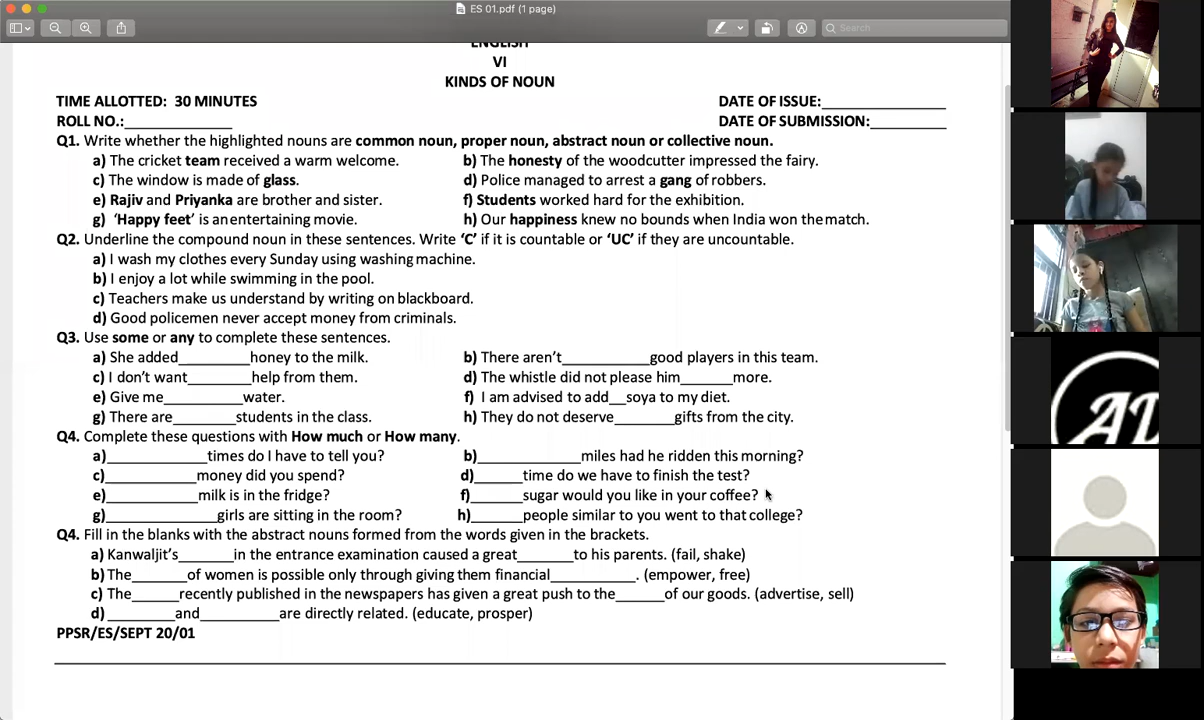 ES 01.pdf (1 page)
Search
ENGLISH
VI
KINDS OF NOUN
TIME ALLOTTED: 30 MINUTES DATE OF ISSUE:_______________
ROLL NO.:_____________ DATE OF SUBMISSION:_________
Q1. Write whether the highlighted nouns are common noun, proper noun, abstract noun or collective noun.
a) The cricket team received a warm welcome. b) The honesty of the woodcutter impressed the fairy.
c) The window is made of glass. d) Police managed to arrest a gang of robbers.
e) Rajiv and Priyanka are brother and sister. f) Students worked hard for the exhibition.
g) ‘Happy feet’ is an entertaining movie. h) Our happiness knew no bounds when India won the match.
Q2. Underline the compound noun in these sentences. Write ‘C’ if it is countable or ‘UC’ if they are uncountable.
a) I wash my clothes every Sunday using washing machine.
b) I enjoy a lot while swimming in the pool.
c) Teachers make us understand by writing on blackboard.
d) Good policemen never accept money from criminals.
Q3. Use some or any to complete these sentences.
a) She added_________honey to the milk. b) There aren’t___________good players in this team.
c) I don’t want________help from them. d) The whistle did not please him______more.
e) Give me__________water. f) I am advised to add__soya to my diet.
g) There are________students in the class. h) They do not deserve_______gifts from the city.
Q4. Complete these questions with How much or How many.
a)_____________times do I have to tell you? b)_____________miles had he ridden this morning?
c)___________money did you spend? d)______time do we have to finish the test?
e)___________milk is in the fridge? f)______sugar would you like in your coffee?
g)______________girls are sitting in the room? h)______people similar to you went to that college?
Q4. Fill in the blanks with the abstract nouns formed from the words given in the brackets.
a) Kanwaljit’s_______in the entrance examination caused a great_______to his parents. (fail, shake)
b) The_______of women is possible only through giving them financial___________. (empower, free)
c) The______recently published in the newspapers has given a great push to the______of our goods. (advertise, sell)
d)_________and__________are directly related. (educate, prosper)
PPSR/ES/SEPT 20/01